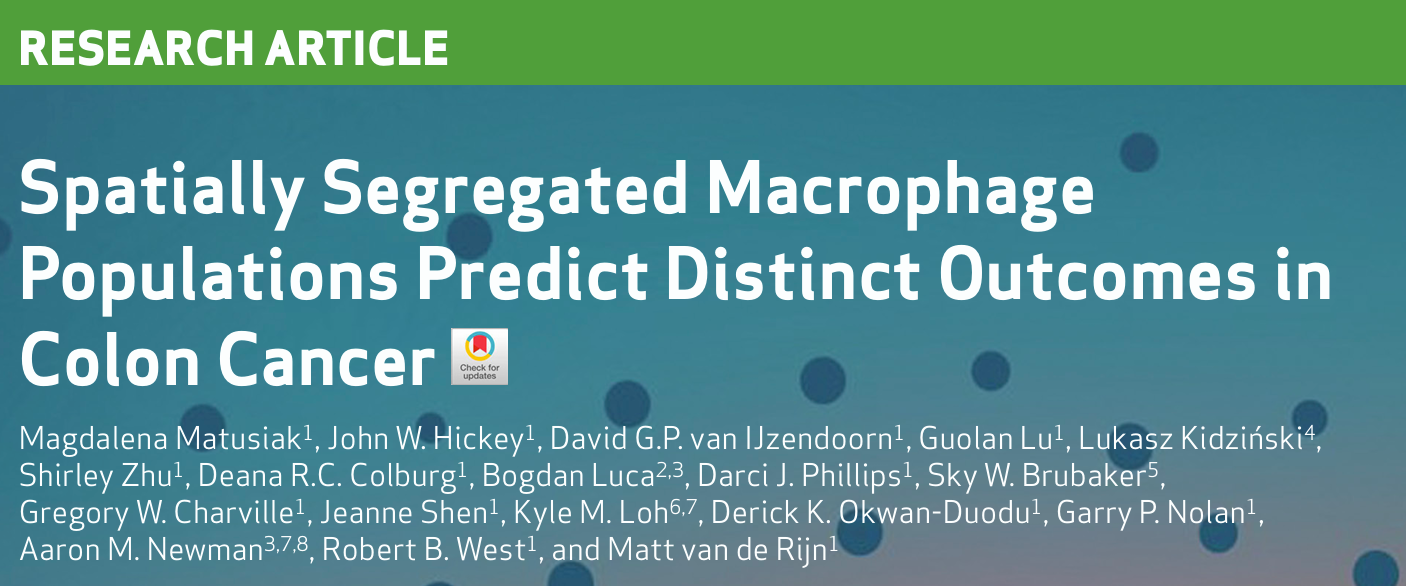 RESEARCH ARTICLE
Spatially Segregated Macrophage
Populations Predict Distinct Outcomes in
Colon Cancer
Check for
updates
Magdalena Matusiak1, John W. Hickey1, David G.P. van IJzendoorn1, Guolan Lu1, Lukasz Kidziński4,
Shirley Zhu1, Deana R.C. Colburg1, Bogdan Luca2,3, Darci J. Phillips1, Sky W. Brubaker5,
Gregory W. Charville1, Jeanne Shen1, Kyle M. Loh6,7, Derick K. Okwan-Duodu1, Garry P. Nolan1,
Aaron M. Newman3,7,8, Robert B. West1, and Matt van de Rijn1